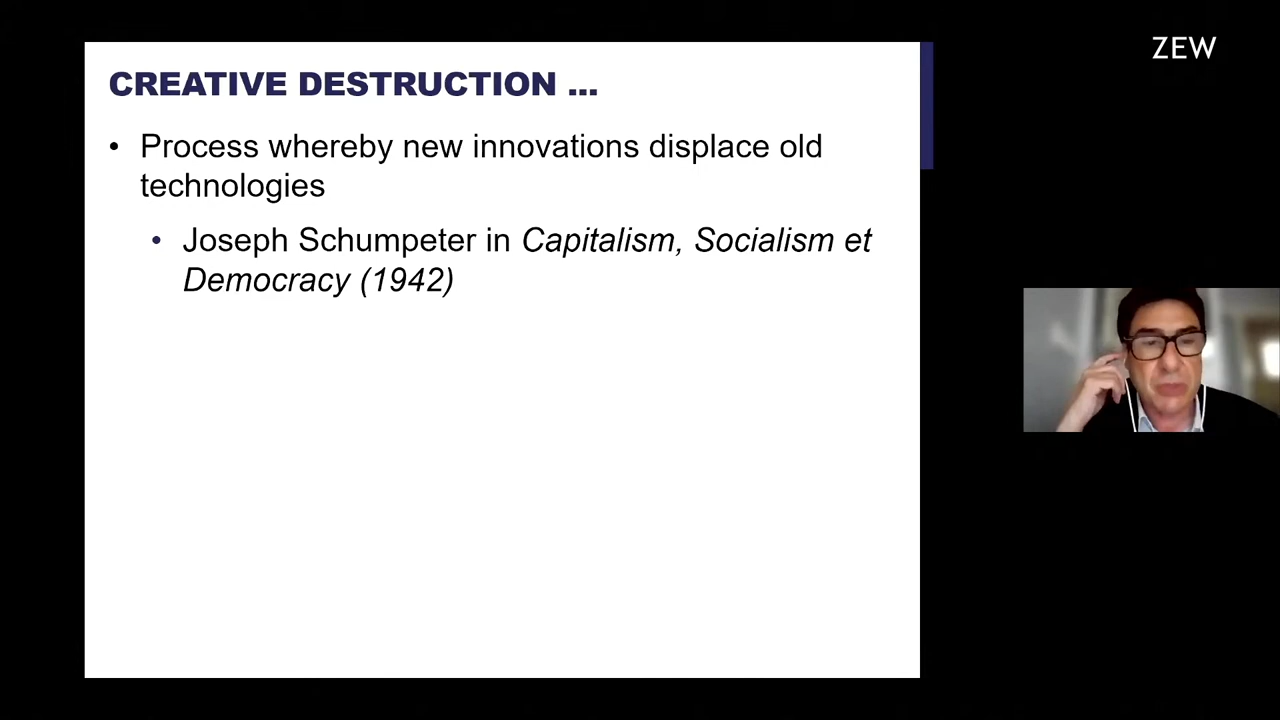 ZEW
CREATIVE DESTRUCTION ...
• Process whereby new innovations displace old
technologies
• Joseph Schumpeter in Capitalism, Socialism et
Democracy (1942)